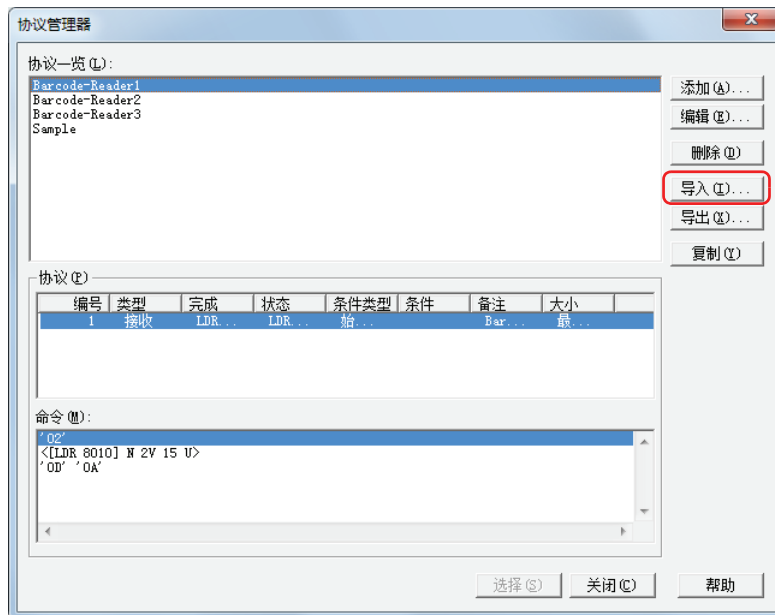 协议管理器
协议一览(L):
Barcode-Reader1
Barcode-Reader2
Barcode-Reader3
Sample
添加(A)...
编辑(E)...
删除(D)
导入(I)...
导出(X)...
复制(Y)
协议(P)
编号 类型 完成 状态 条件类型 条件 备注 大小
1 接收 LDR... LDR... 始... Bar... 最...
命令(M):
'02'
<[LDR 8010] N 2V 15 U>
'0D' '0A'
选择(S) 关闭(C) 帮助